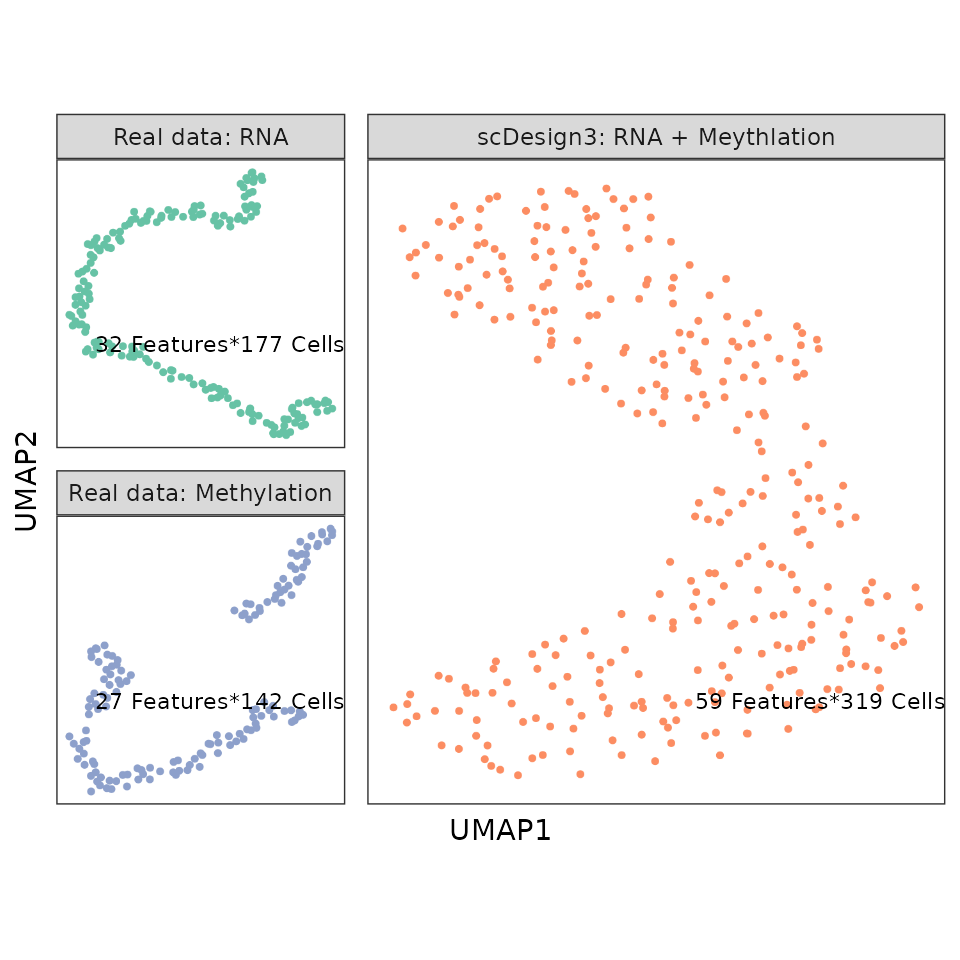 Real data: RNA
32 Features*177 Cells
Real data: Methylation
27 Features*142 Cells
scDesign3: RNA + Meythlation
59 Features*319 Cells
UMAP2
UMAP1